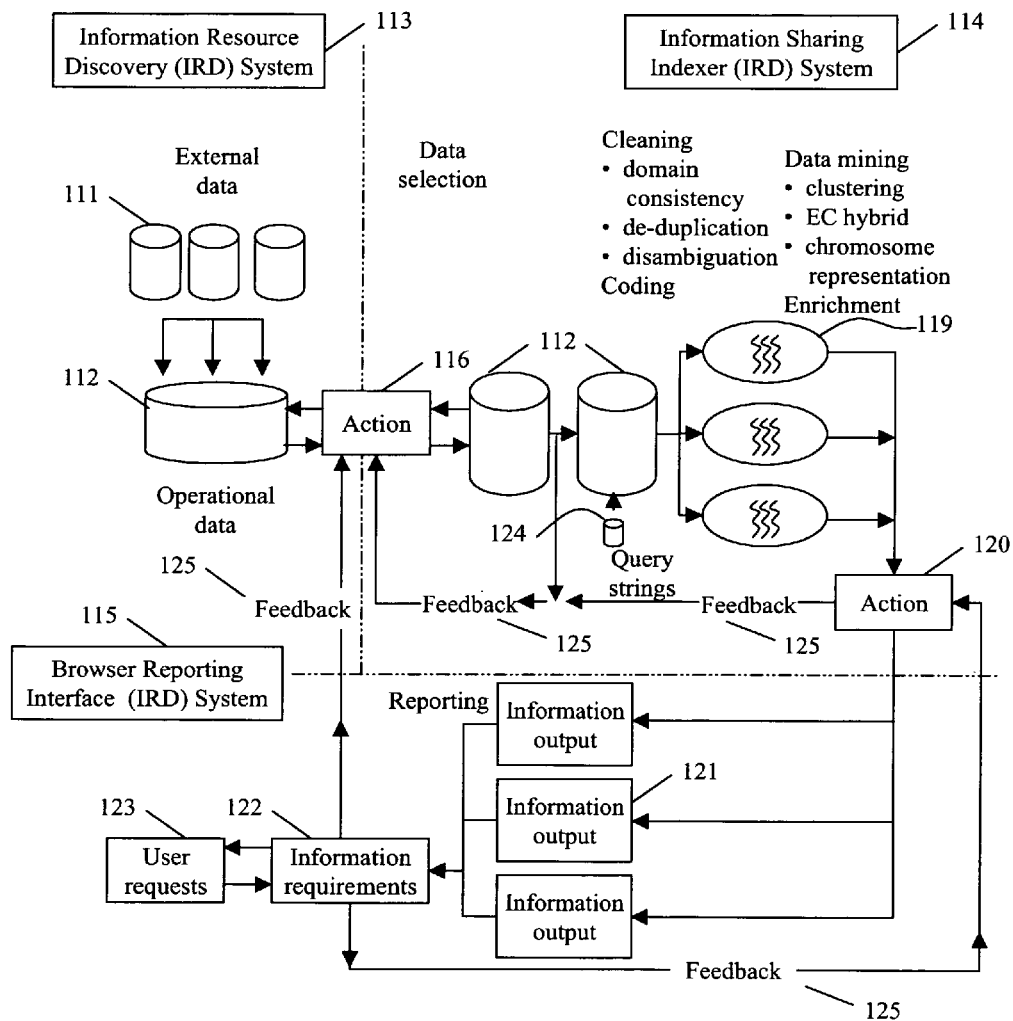 Information Resource
Discovery (IRD) System
113
Information Sharing
Indexer (IRD) System
114
External
data
111
Data
selection
Cleaning
• domain
consistency
• de-duplication
• disambiguation
Coding
Data mining
• clustering
• EC hybrid
• chromosome
representation
Enrichment
119
112
116
Action
112
Operational
data
124
Query
strings
120
Action
125
Feedback
Feedback
125
Feedback
125
115
Browser Reporting
Interface (IRD) System
Reporting
Information
output
121
Information
output
Information
output
123
User
requests
122
Information
requirements
Feedback
125